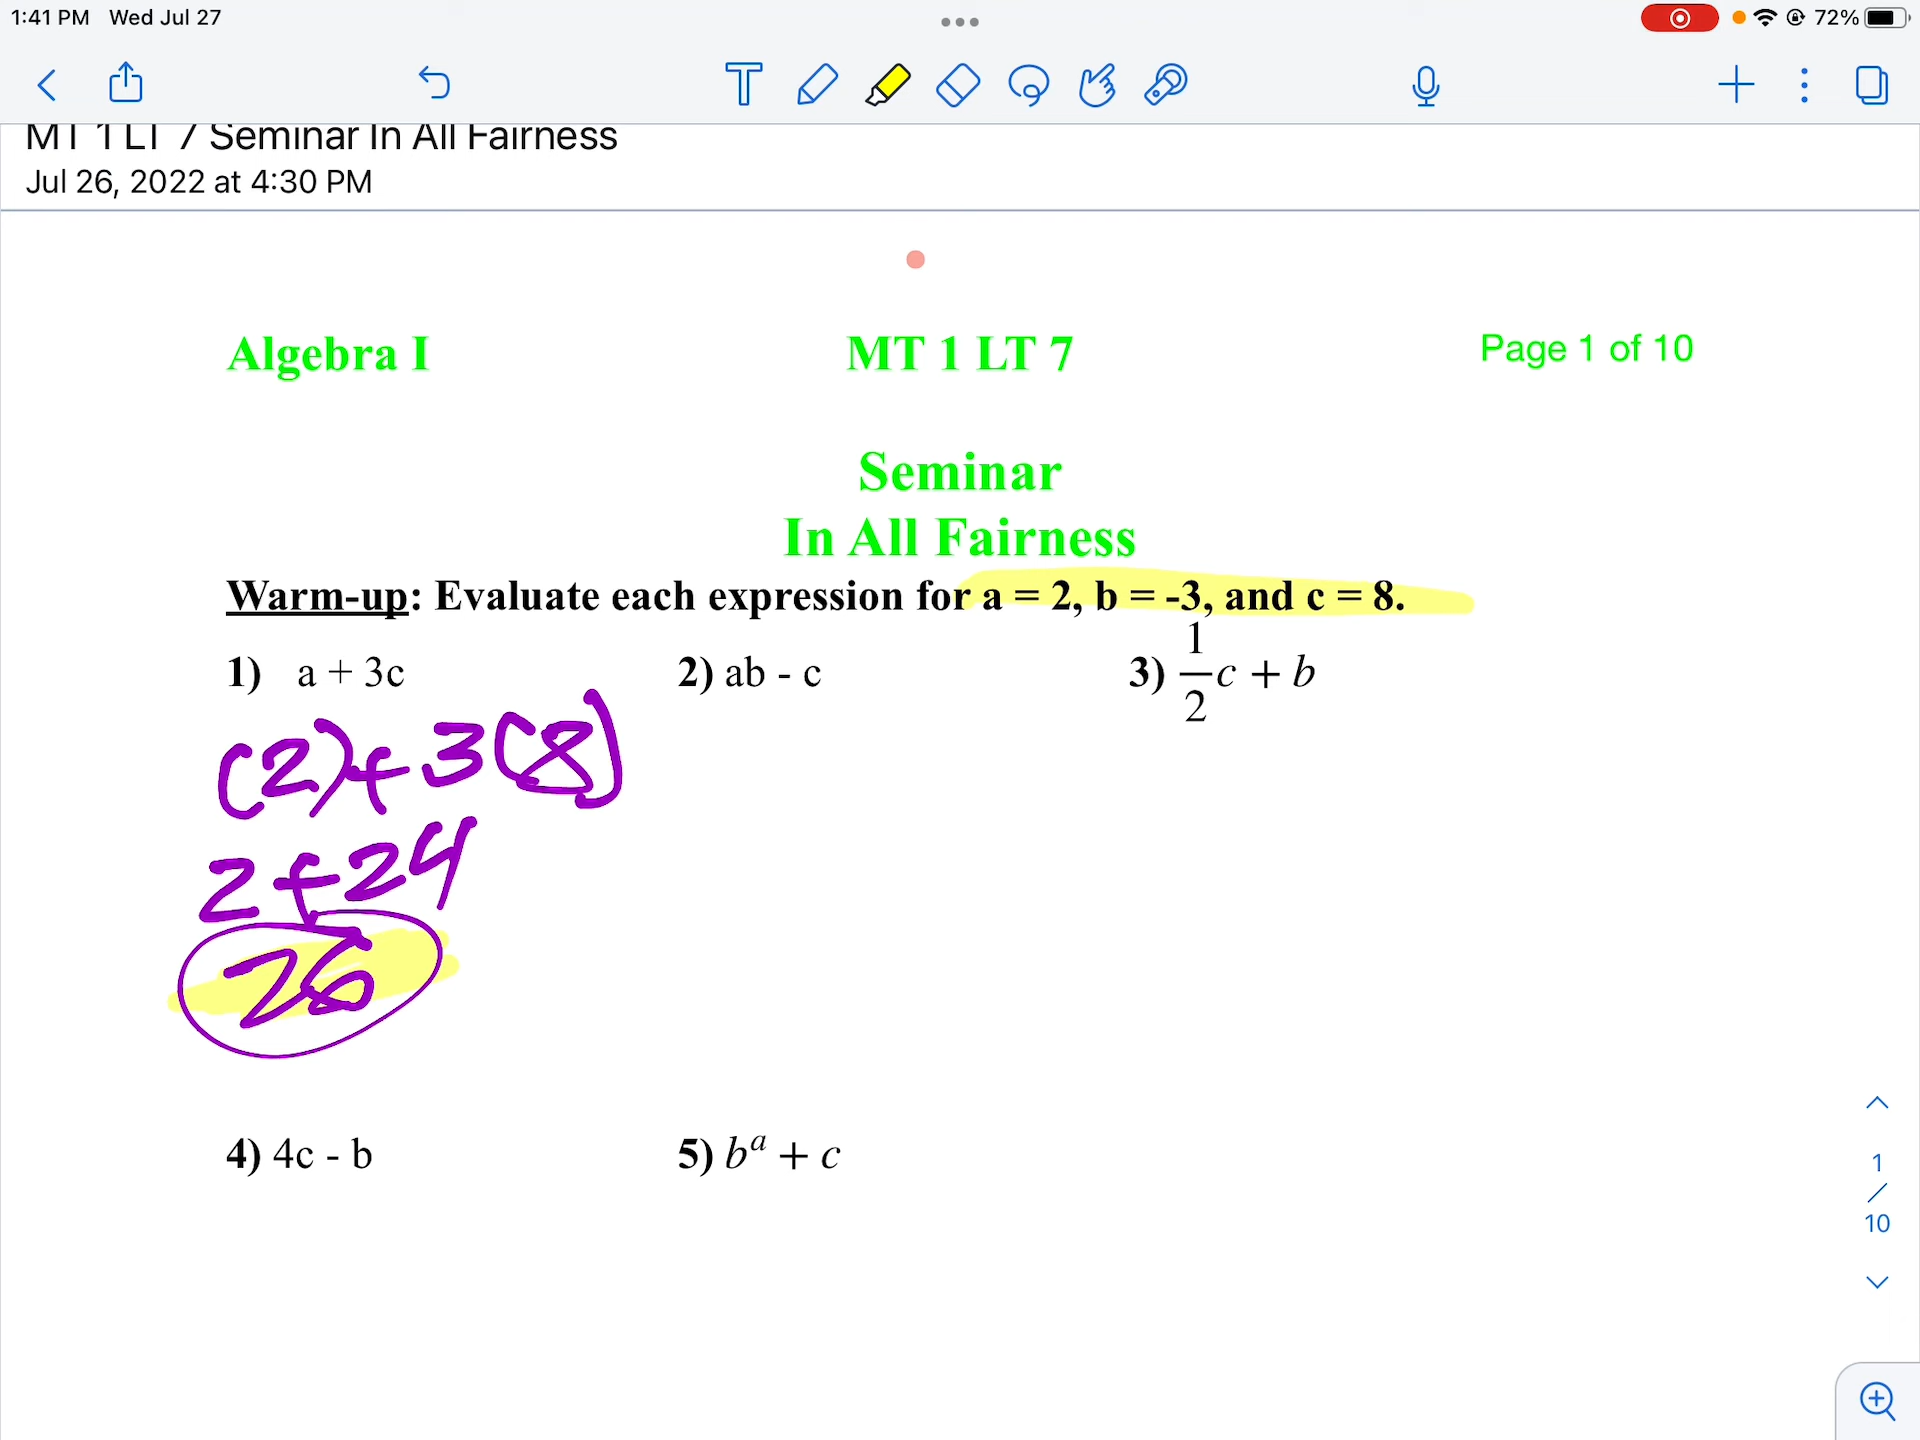 1:41 PM Wed Jul 27
72%
MT 1 LT 7 Seminar In All Fairness
Jul 26, 2022 at 4:30 PM
Algebra I MT 1 LT 7 Page 1 of 10
Seminar
In All Fairness
Warm-up: Evaluate each expression for a = 2, b = -3, and c = 8.
1) a + 3c 2) ab - c 3) 1/2 c + b
(2)+3(8)
2+24
26
4) 4c - b 5) b^a + c
1
/
10